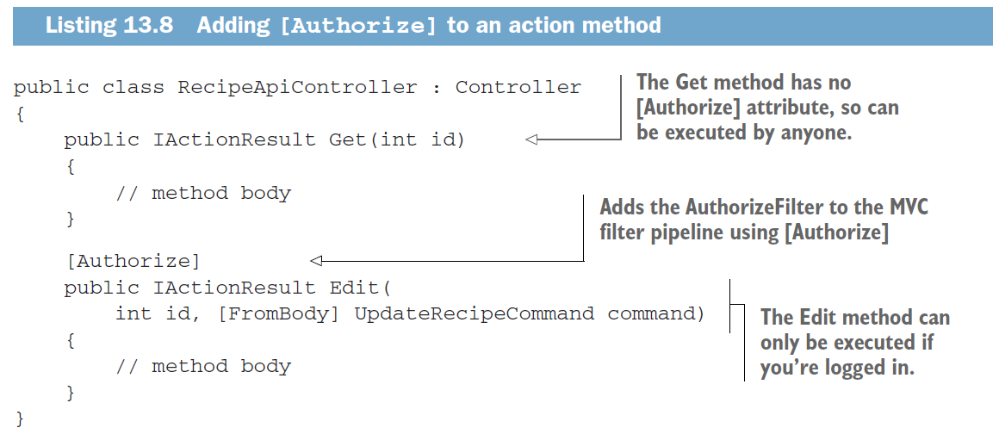 Listing 13.8 Adding [Authorize] to an action method
public class RecipeApiController : Controller
{
    public IActionResult Get(int id)
    {
        // method body
    }
The Get method has no
[Authorize] attribute, so can
be executed by anyone.
    [Authorize]
    public IActionResult Edit(
        int id, [FromBody] UpdateRecipeCommand command)
    {
        // method body
    }
}
Adds the AuthorizeFilter to the MVC
filter pipeline using [Authorize]
The Edit method can
only be executed if
you’re logged in.